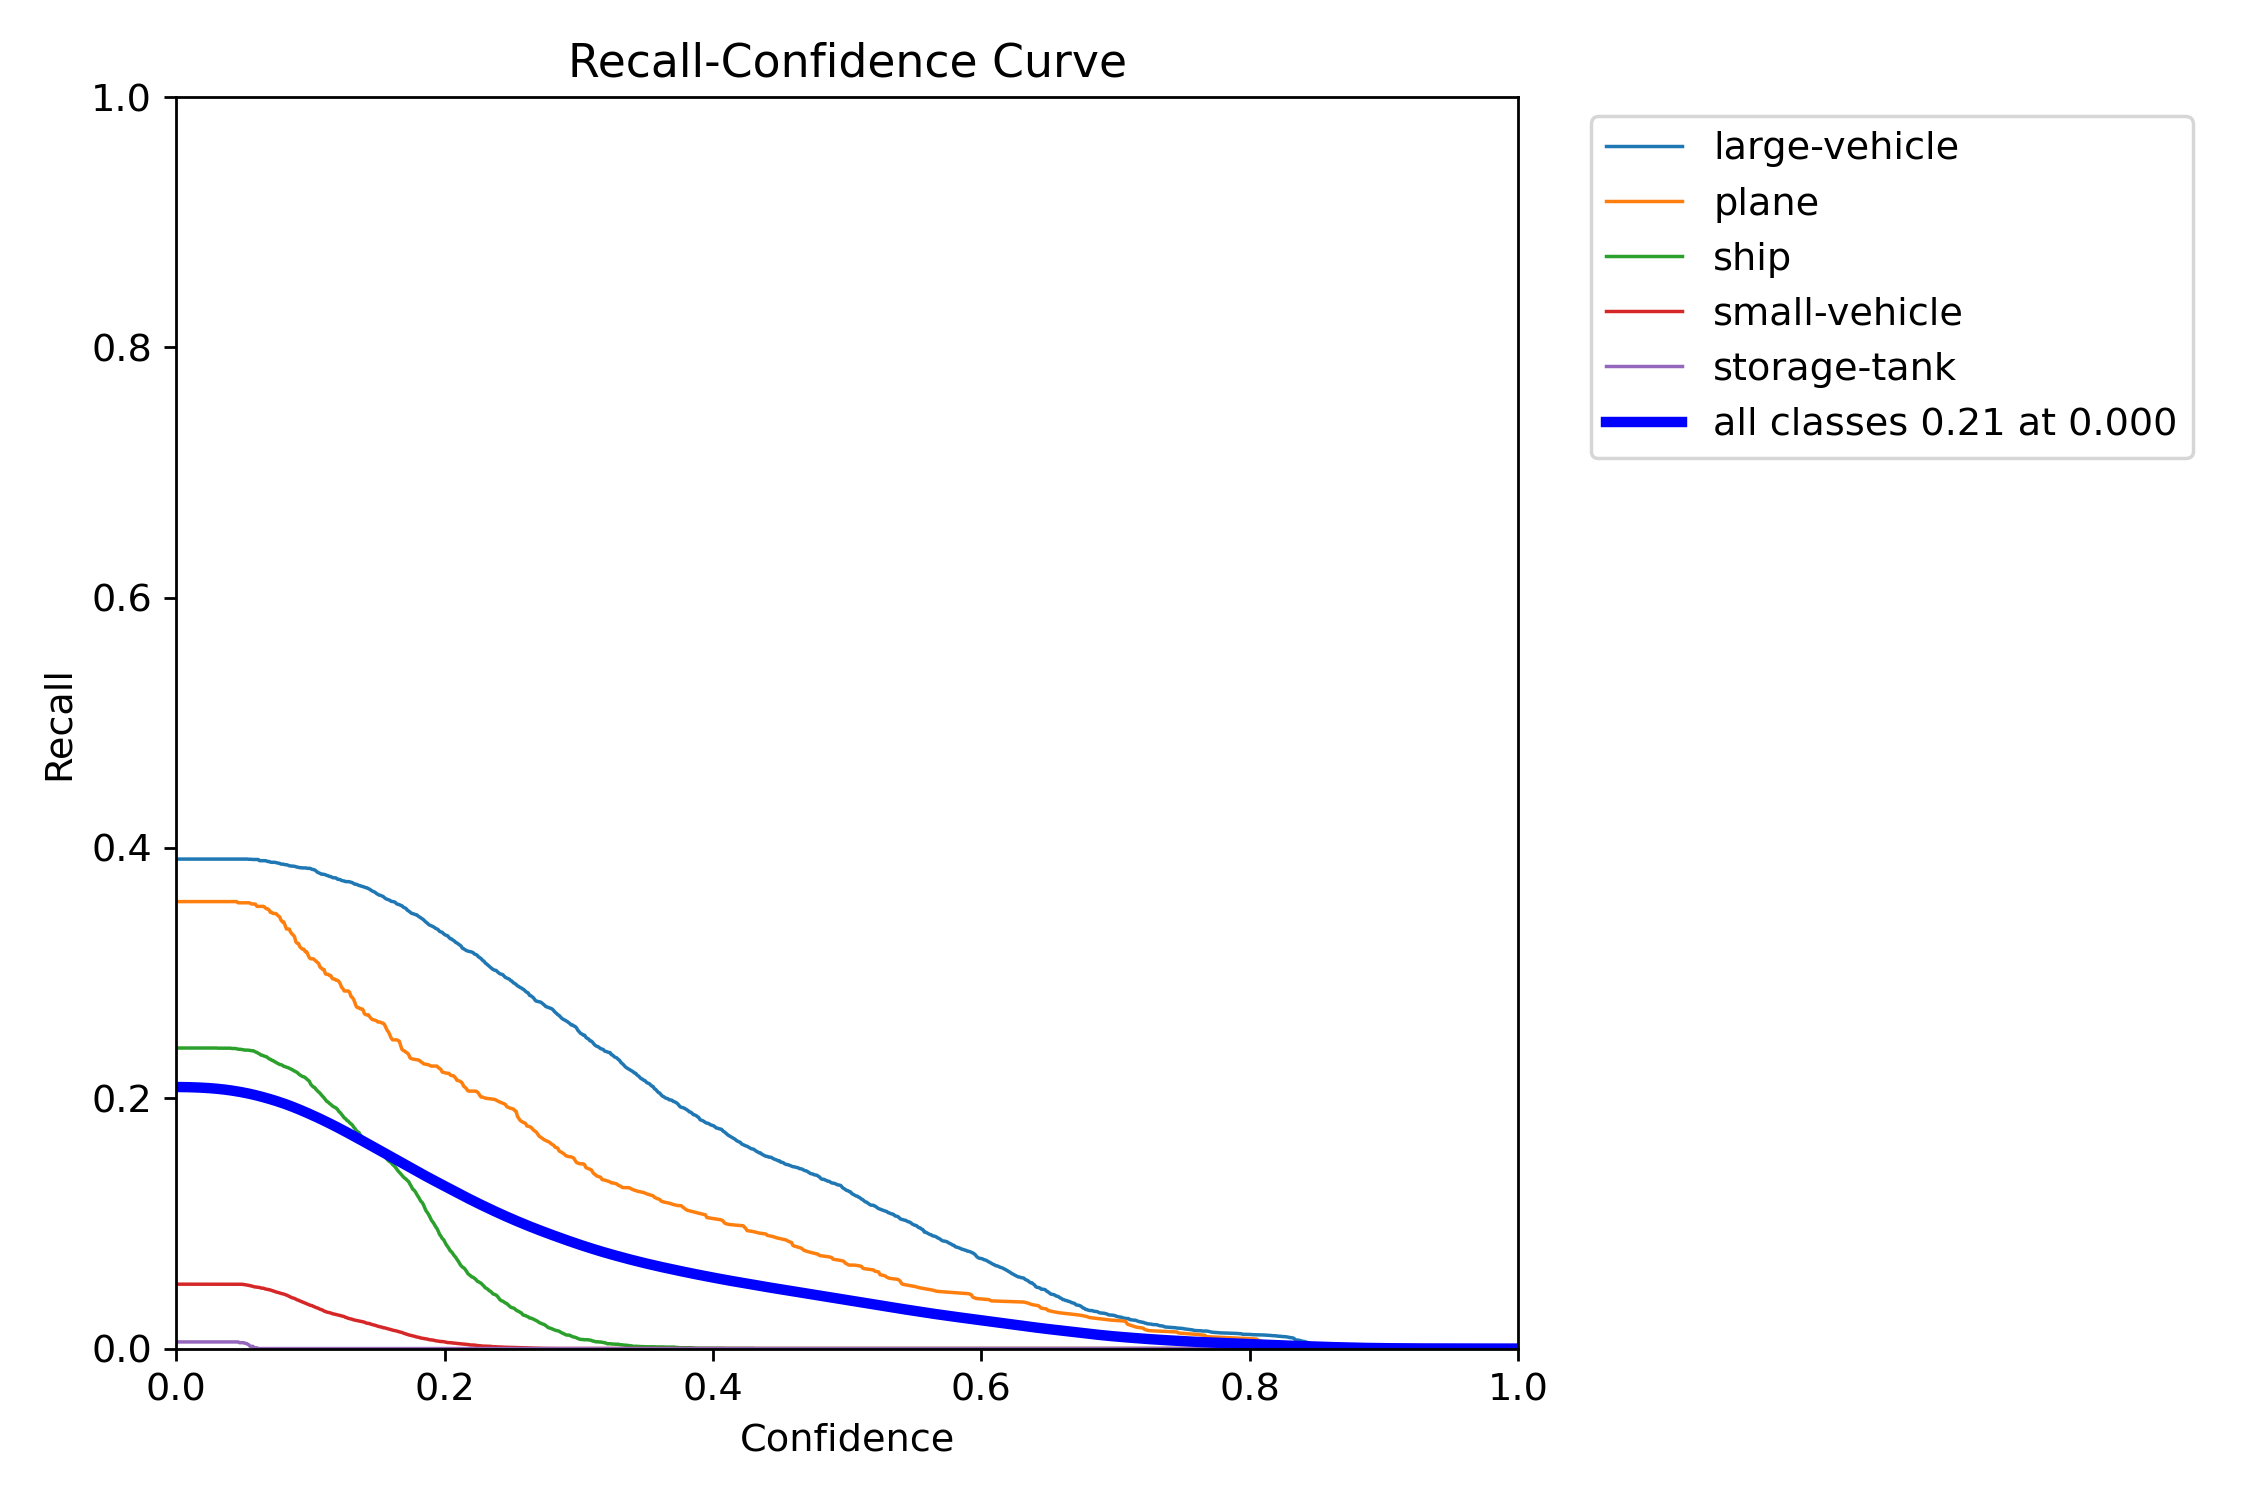 Recall-Confidence Curve
1.0
0.8
0.6
0.4
0.2
0.0
Recall
0.0 0.2 0.4 0.6 0.8 1.0
Confidence
large-vehicle
plane
ship
small-vehicle
storage-tank
all classes 0.21 at 0.000